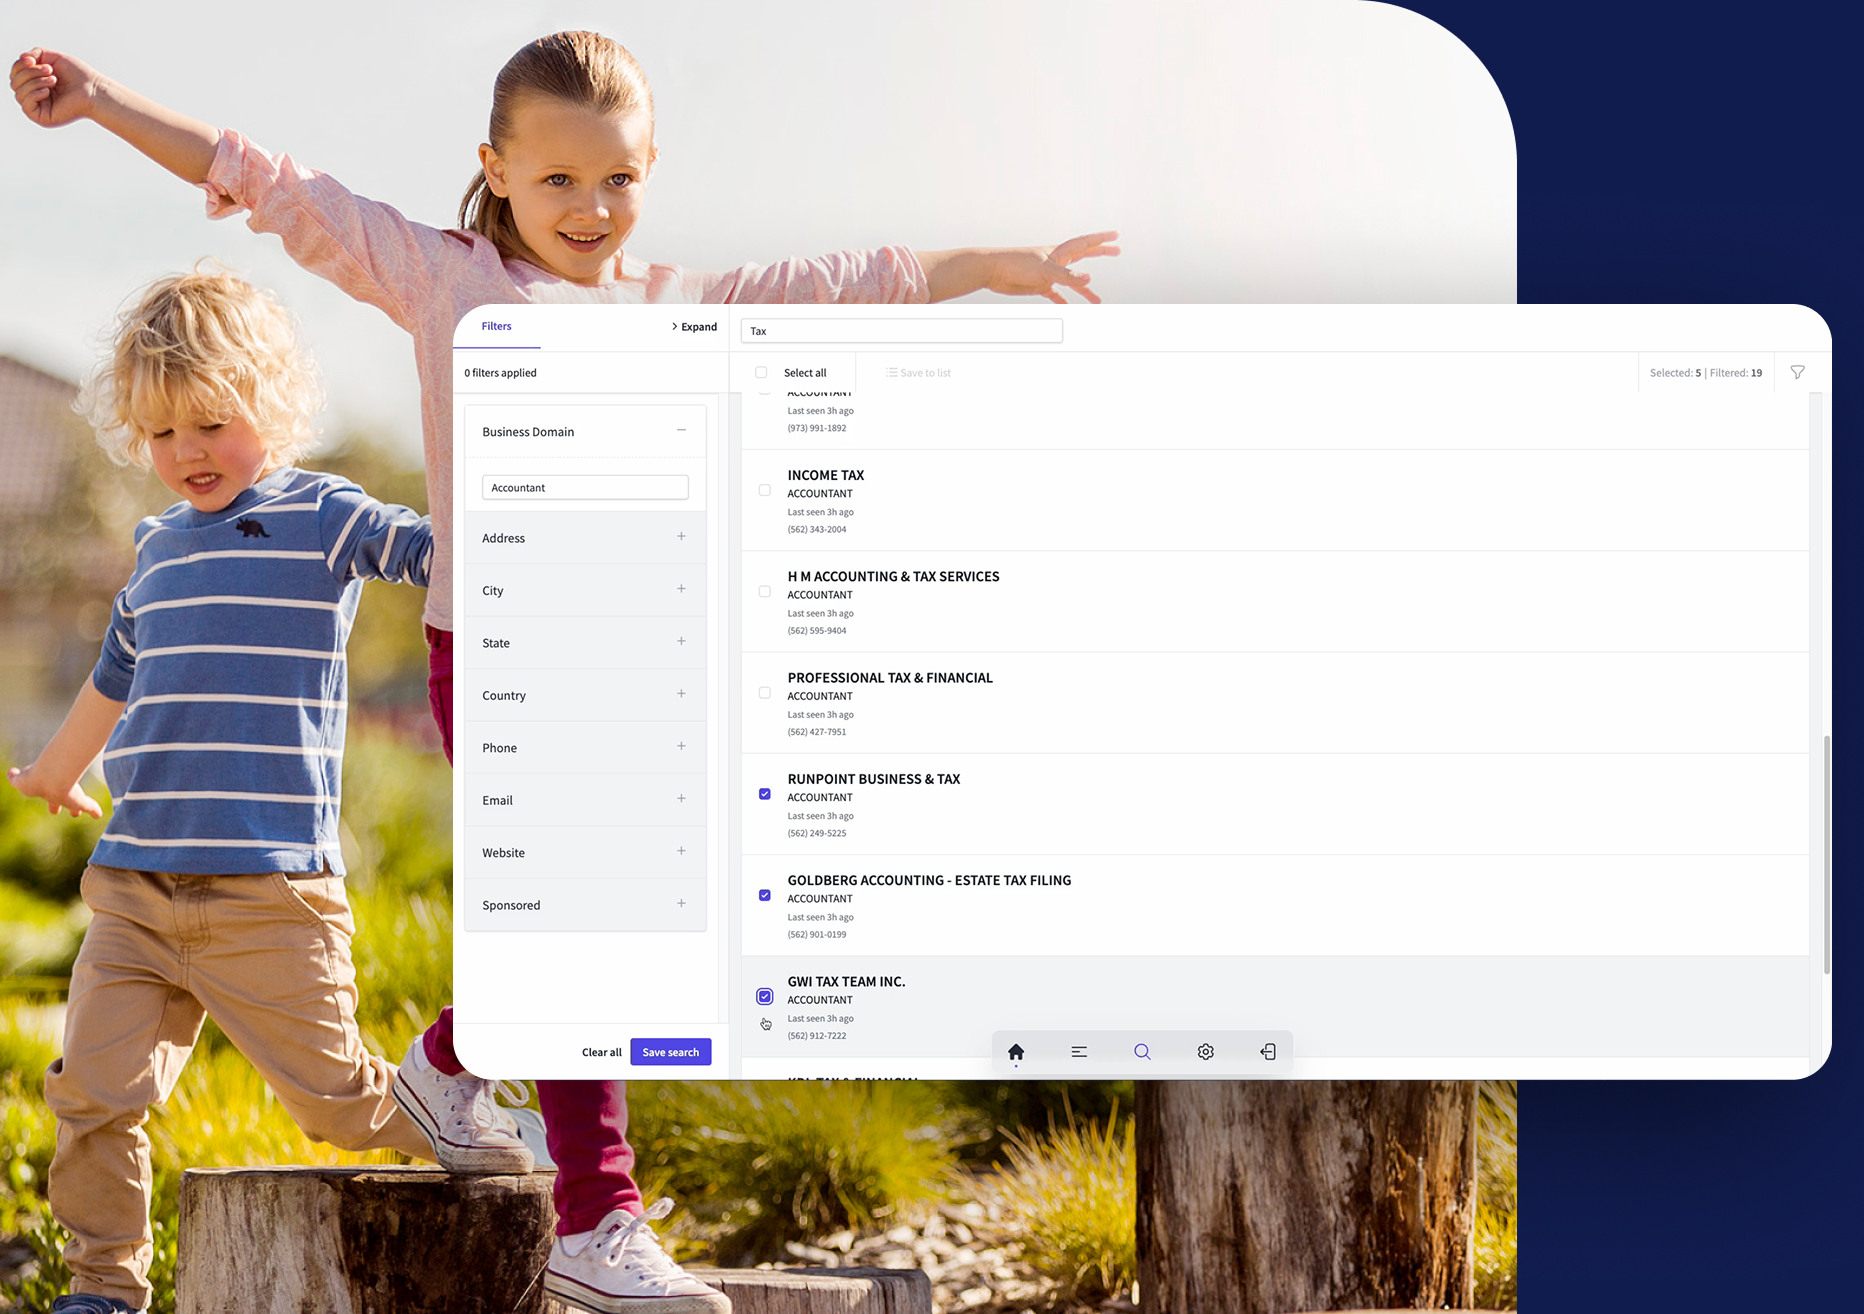 Filters
Expand
Tax
0 filters applied
Select all
Save to list
Selected: 5 | Filtered: 19
Business Domain
Accountant
Address
City
State
Country
Phone
Email
Website
Sponsored
Clear all
Save search
ACCOUNTANT
Last seen 3h ago
(973) 991-1892
INCOME TAX
ACCOUNTANT
Last seen 3h ago
(562) 343-2004
H M ACCOUNTING & TAX SERVICES
ACCOUNTANT
Last seen 3h ago
(562) 595-9404
PROFESSIONAL TAX & FINANCIAL
ACCOUNTANT
Last seen 3h ago
(562) 427-7951
RUNPOINT BUSINESS & TAX
ACCOUNTANT
Last seen 3h ago
(562) 249-5225
GOLDBERG ACCOUNTING - ESTATE TAX FILING
ACCOUNTANT
Last seen 3h ago
(562) 901-0199
GWI TAX TEAM INC.
ACCOUNTANT
Last seen 3h ago
(562) 912-7222
TAX & FINANCIAL